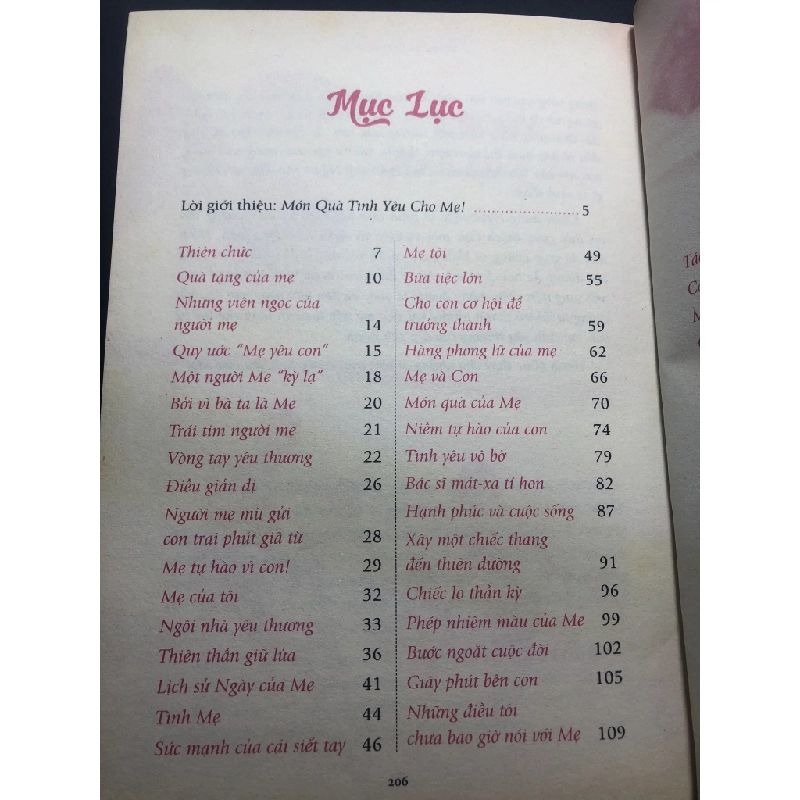 Mục Lục
Lời giới thiệu: Món Quà Tình Yêu Cho Mẹ! ........................ 5
Thiên chức 7
Quà tặng của mẹ 10
Những viên ngọc của
người mẹ 14
Quy ước "Mẹ yêu con" 15
Một người Mẹ "kỳ lạ" 18
Bởi vì bà ta là Mẹ 20
Trái tim người mẹ 21
Vòng tay yêu thương 22
Điều giản dị 26
Người mẹ mù gửi
con trai phút giã từ 28
Mẹ tự hào vì con! 29
Mẹ của tôi 32
Ngôi nhà yêu thương 33
Thiên thần giữ lửa 36
Lịch sử Ngày của Mẹ 41
Tình Mẹ 44
Sức mạnh của cái siết tay 46
Mẹ tôi 49
Bữa tiệc lớn 55
Cho con cơ hội để
trưởng thành 59
Hàng phong lữ của mẹ 62
Mẹ và Con 66
Món quà của Mẹ 70
Niềm tự hào của con 74
Tình yêu vô bờ 79
Bác sĩ mát-xa tí hon 82
Hạnh phúc và cuộc sống 87
Xây một chiếc thang
đến thiên đường 91
Chiếc lọ thần kỳ 96
Phép nhiệm màu của Mẹ 99
Bước ngoặt cuộc đời 102
Giây phút bên con 105
Những điều tôi
chưa bao giờ nói với Mẹ 109
206